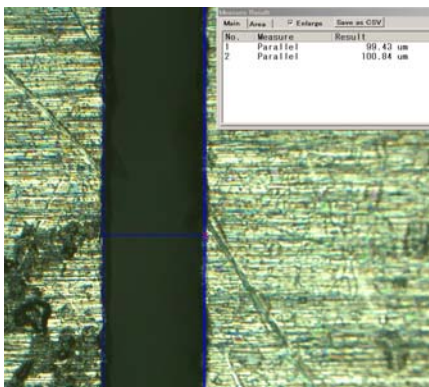 Measure Result
Main Area Enlarge Save as CSV
No. Measure Result
1 Parallel 99.43 um
2 Parallel 100.84 um